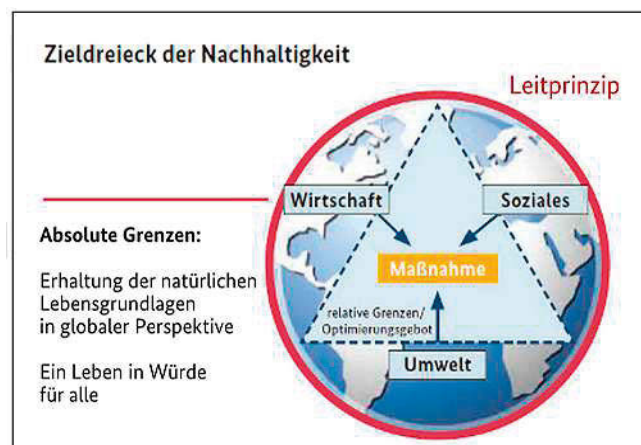 Zieldreieck der Nachhaltigkeit
Leitprinzip
Wirtschaft
Soziales
Absolute Grenzen:
Maßnahme
Erhaltung der natürlichen
Lebensgrundlagen
in globaler Perspektive
relative Grenzen/
Optimierungsgebot
Umwelt
Ein Leben in Würde
für alle